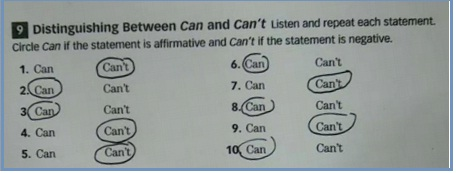 9 Distinguishing Between Can and Can't Listen and repeat each statement.
Circle Can if the statement is affirmative and Can't if the statement is negative.
1. Can Can't 6. Can Can't
2. Can Can't 7. Can Can't
3. Can Can't 8. Can Can't
4. Can Can't 9. Can Can't
5. Can Can't 10. Can Can't